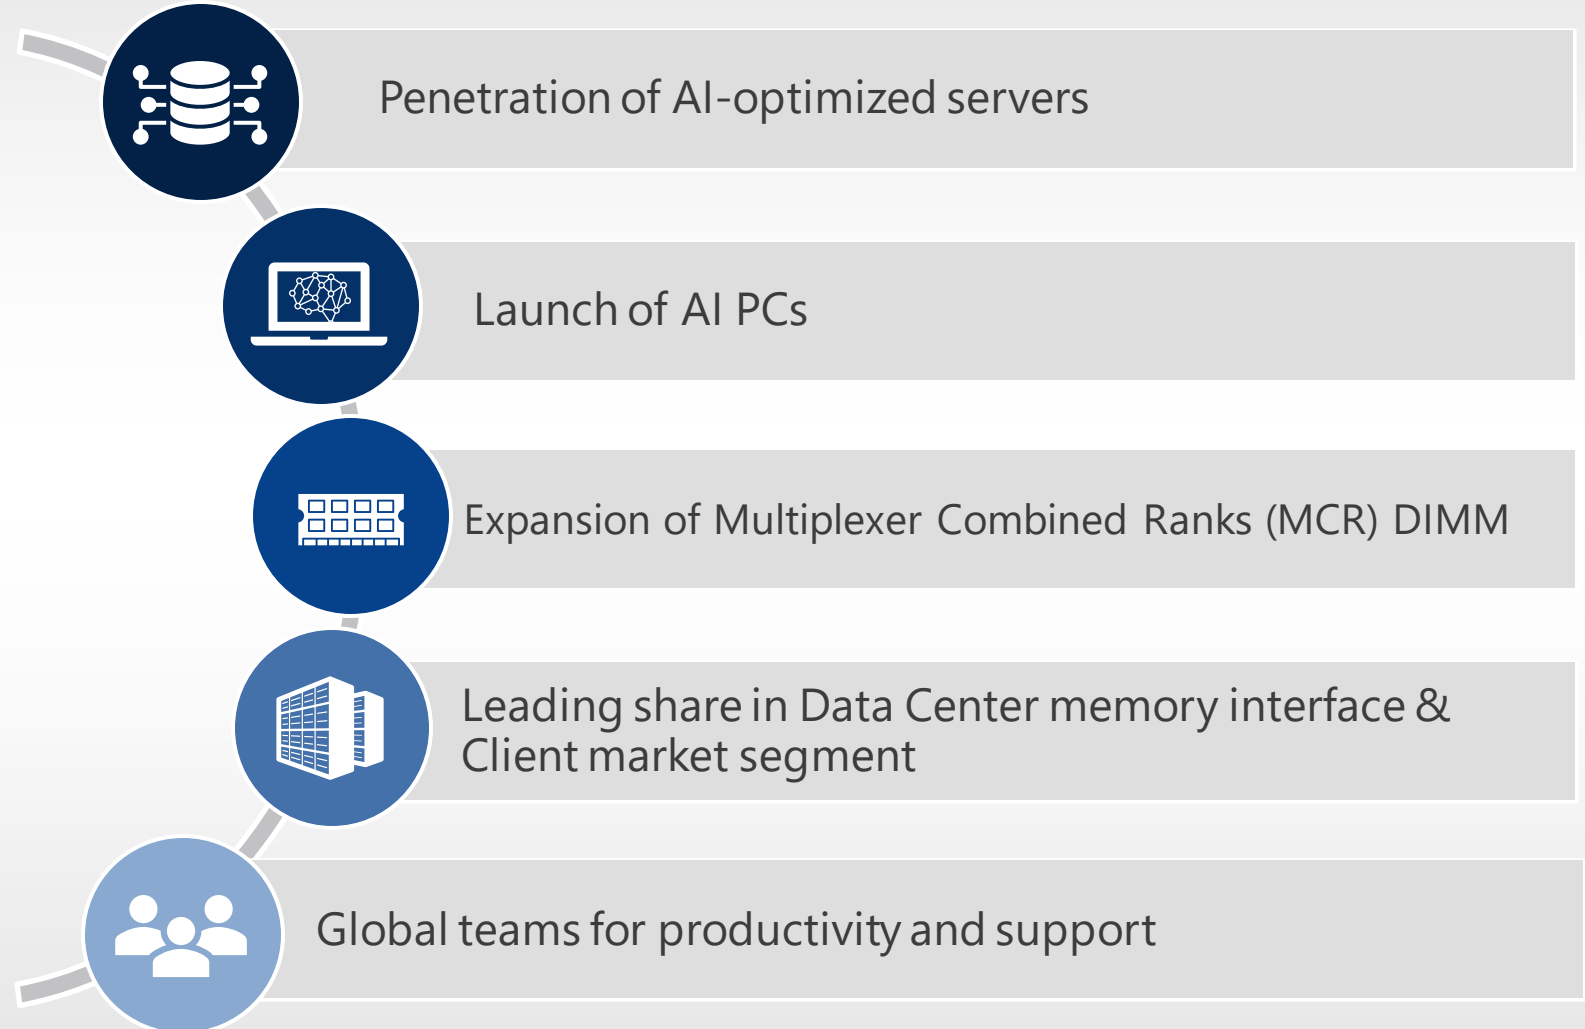 Penetration of AI-optimized servers
Launch of AI PCs
Expansion of Multiplexer Combined Ranks (MCR) DIMM
Leading share in Data Center memory interface &
Client market segment
Global teams for productivity and support